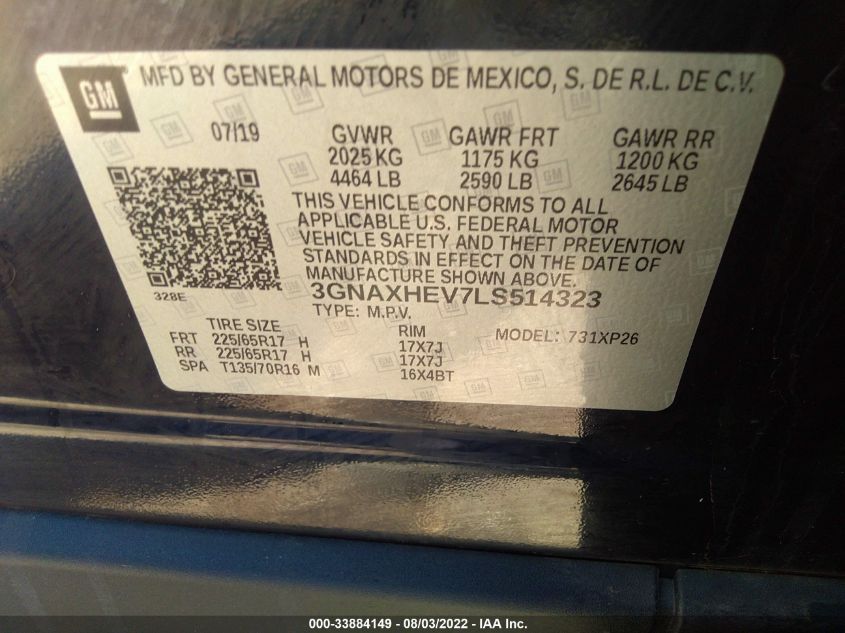 GM MFD BY GENERAL MOTORS DE MEXICO, S. DE R.L. DE C.V.
07/19 GVWR GAWR FRT GAWR RR
2025 KG 1175 KG 1200 KG
4464 LB 2590 LB 2645 LB
THIS VEHICLE CONFORMS TO ALL
APPLICABLE U.S. FEDERAL MOTOR
VEHICLE SAFETY AND THEFT PREVENTION
STANDARDS IN EFFECT ON THE DATE OF
MANUFACTURE SHOWN ABOVE.
328E 3GNAXHEV7LS514323
TYPE: M.P.V.
TIRE SIZE RIM MODEL: 731XP26
FRT 225/65R17 H 17X7J
RR 225/65R17 H 17X7J
SPA T135/70R16 M 16X4BT
000-33884149 - 08/03/2022 - IAA Inc.